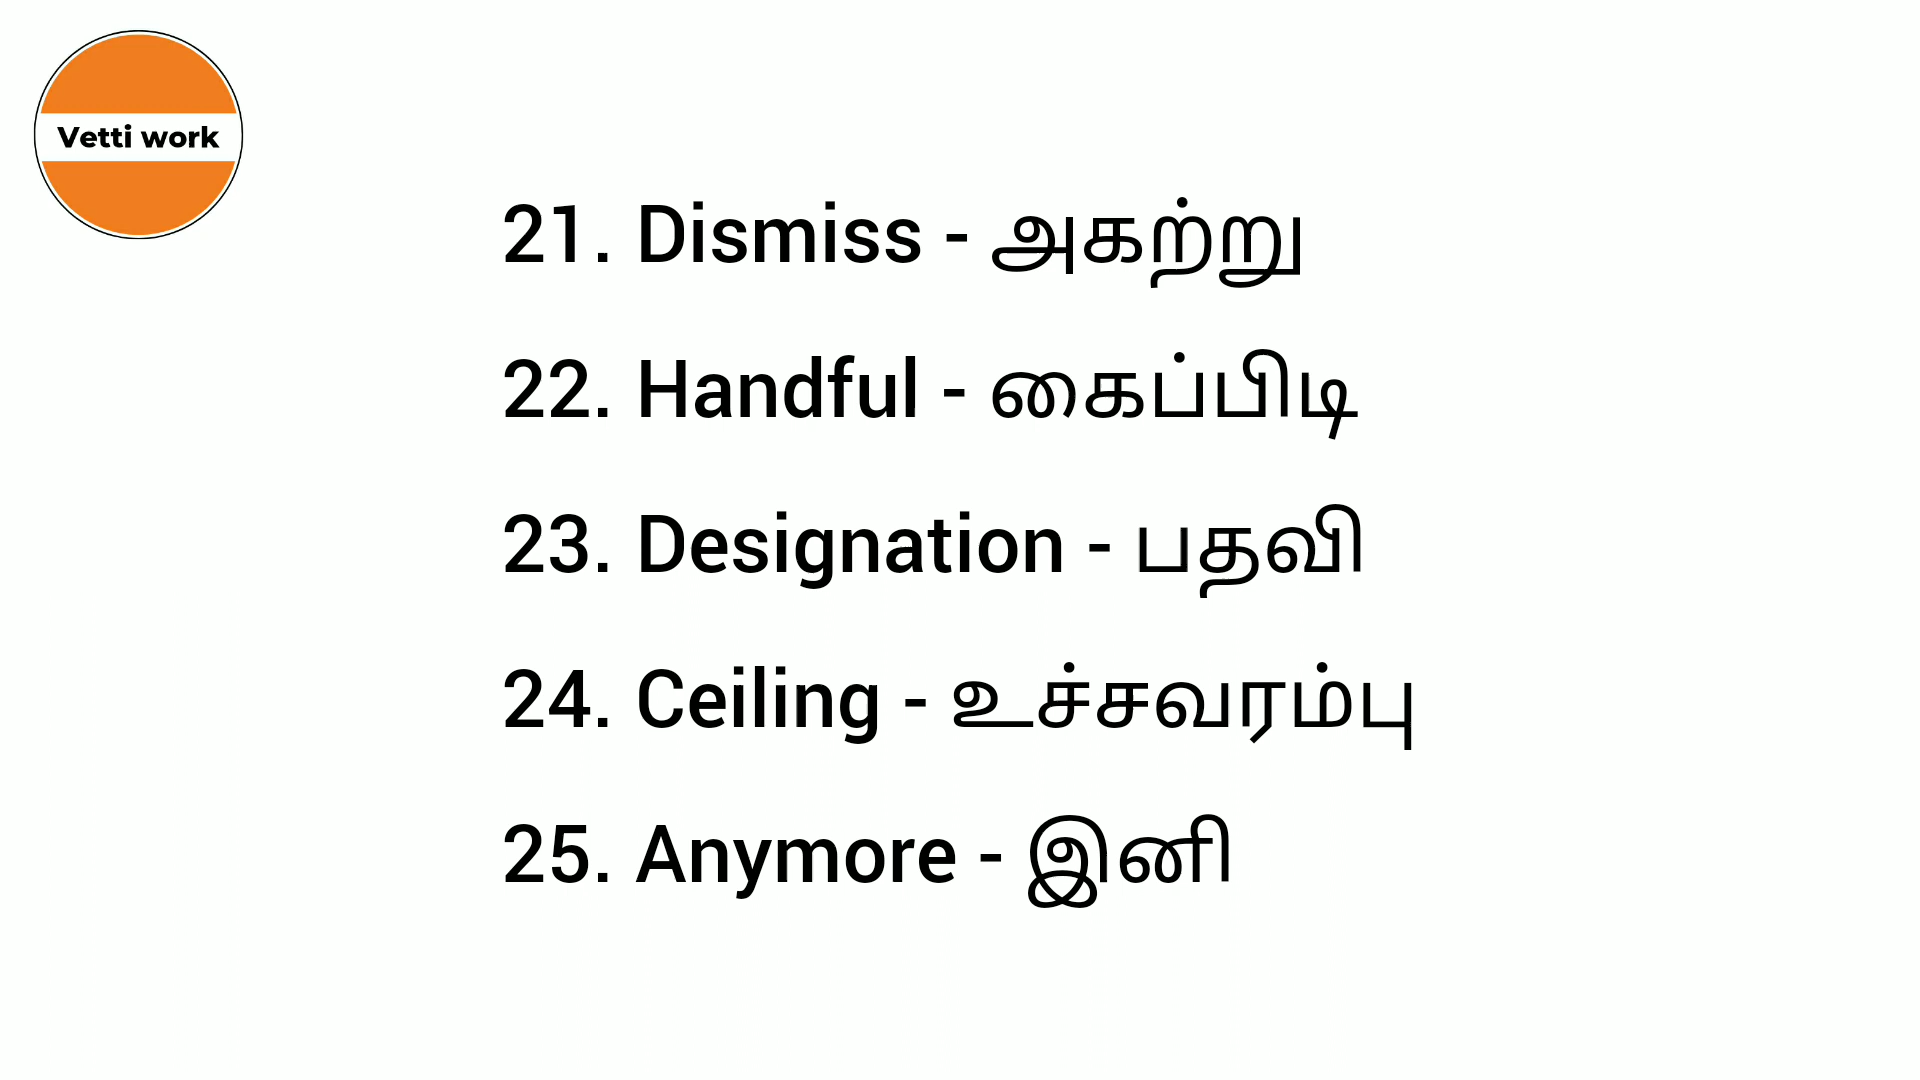 Vetti work
21. Dismiss - அகற்று
22. Handful - கைப்பிடி
23. Designation - பதவி
24. Ceiling - உச்சவரம்பு
25. Anymore - இனி